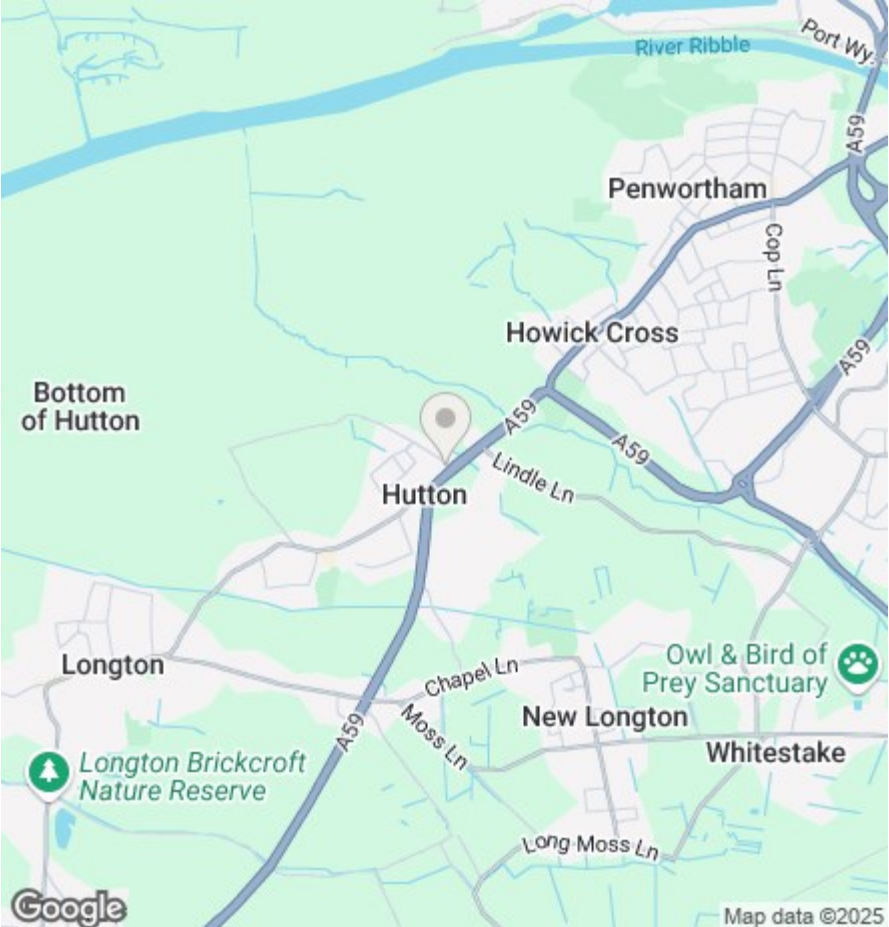 River Ribble
Port Wy.
A59
Penwortham
Cop Ln
Howick Cross
A59
Bottom
of Hutton
A59
A59
Lindle Ln
Hutton
Longton
Chapel Ln
Owl & Bird of
Prey Sanctuary
New Longton
Moss Ln
A59
Whitestake
Longton Brickcroft
Nature Reserve
Long Moss Ln
Google
Map data ©2025